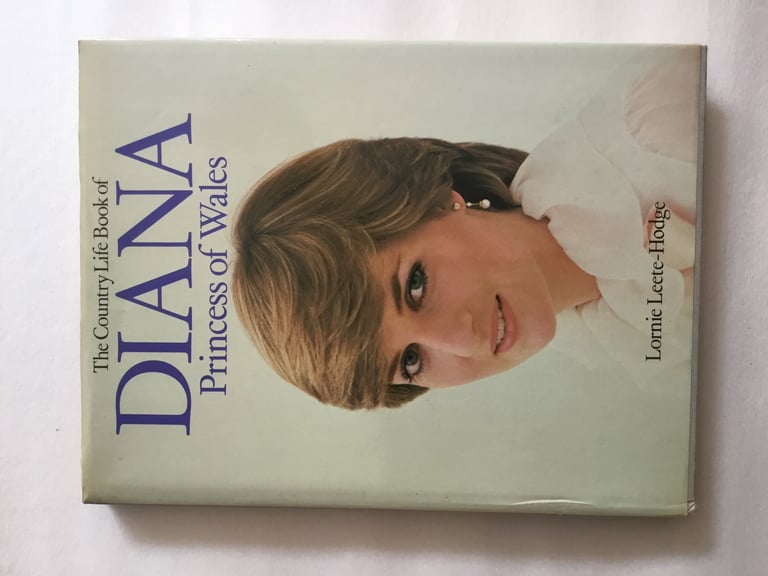 The Country Life Book of
DIANA
Princess of Wales
Lornie Leete-Hodge